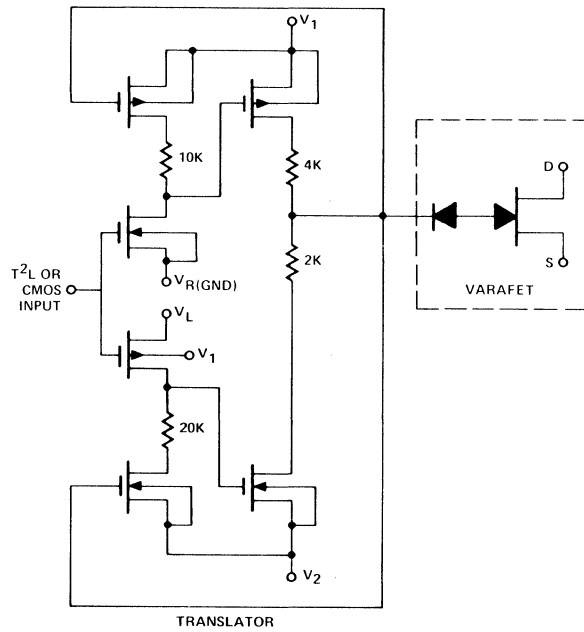 V1
10K
4K
D
T²L OR
CMOS
INPUT
VR(GND)
2K
S
VARAFET
VL
V1
20K
V2
TRANSLATOR